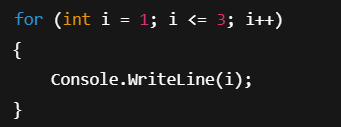 for (int i = 1; i <= 3; i++)
{
    Console.WriteLine(i);
}